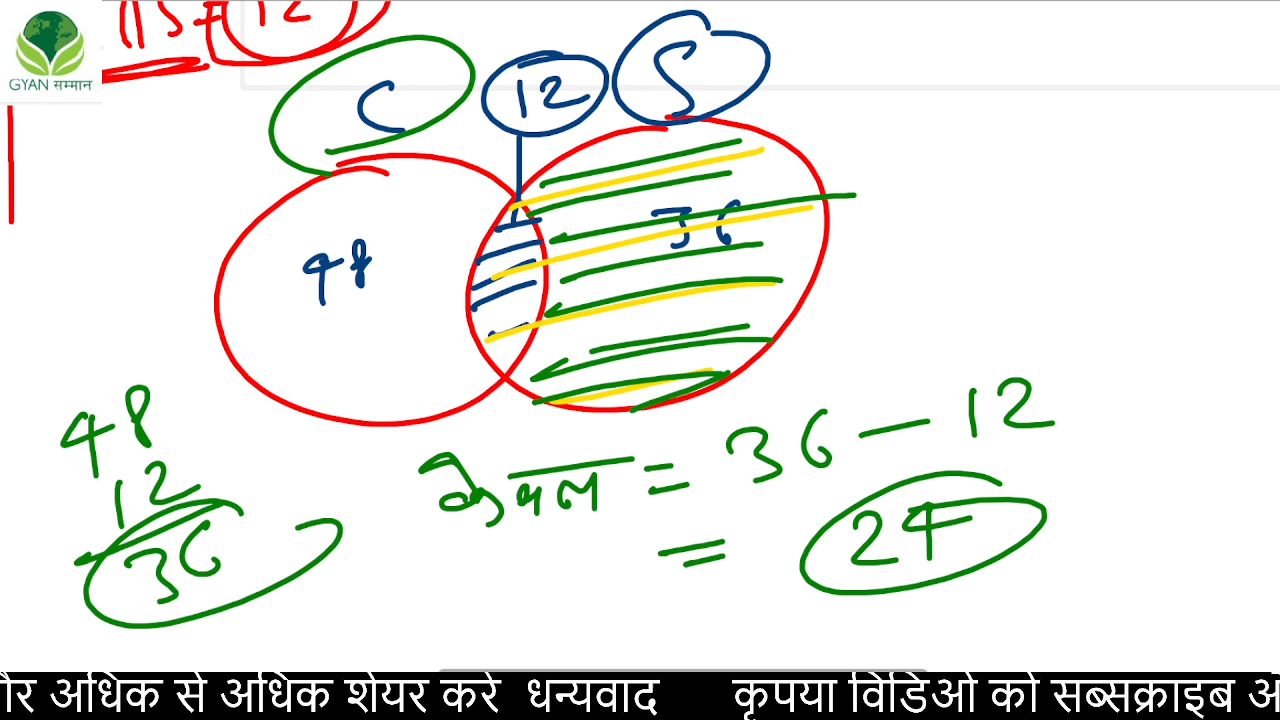 12
C 12 S
GYAN सम्मान
48 36
48
12
36
केवल = 36 - 12
= 24
और अधिक से अधिक शेयर करे धन्यवाद कृपया विडिओ को सब्सक्राइब